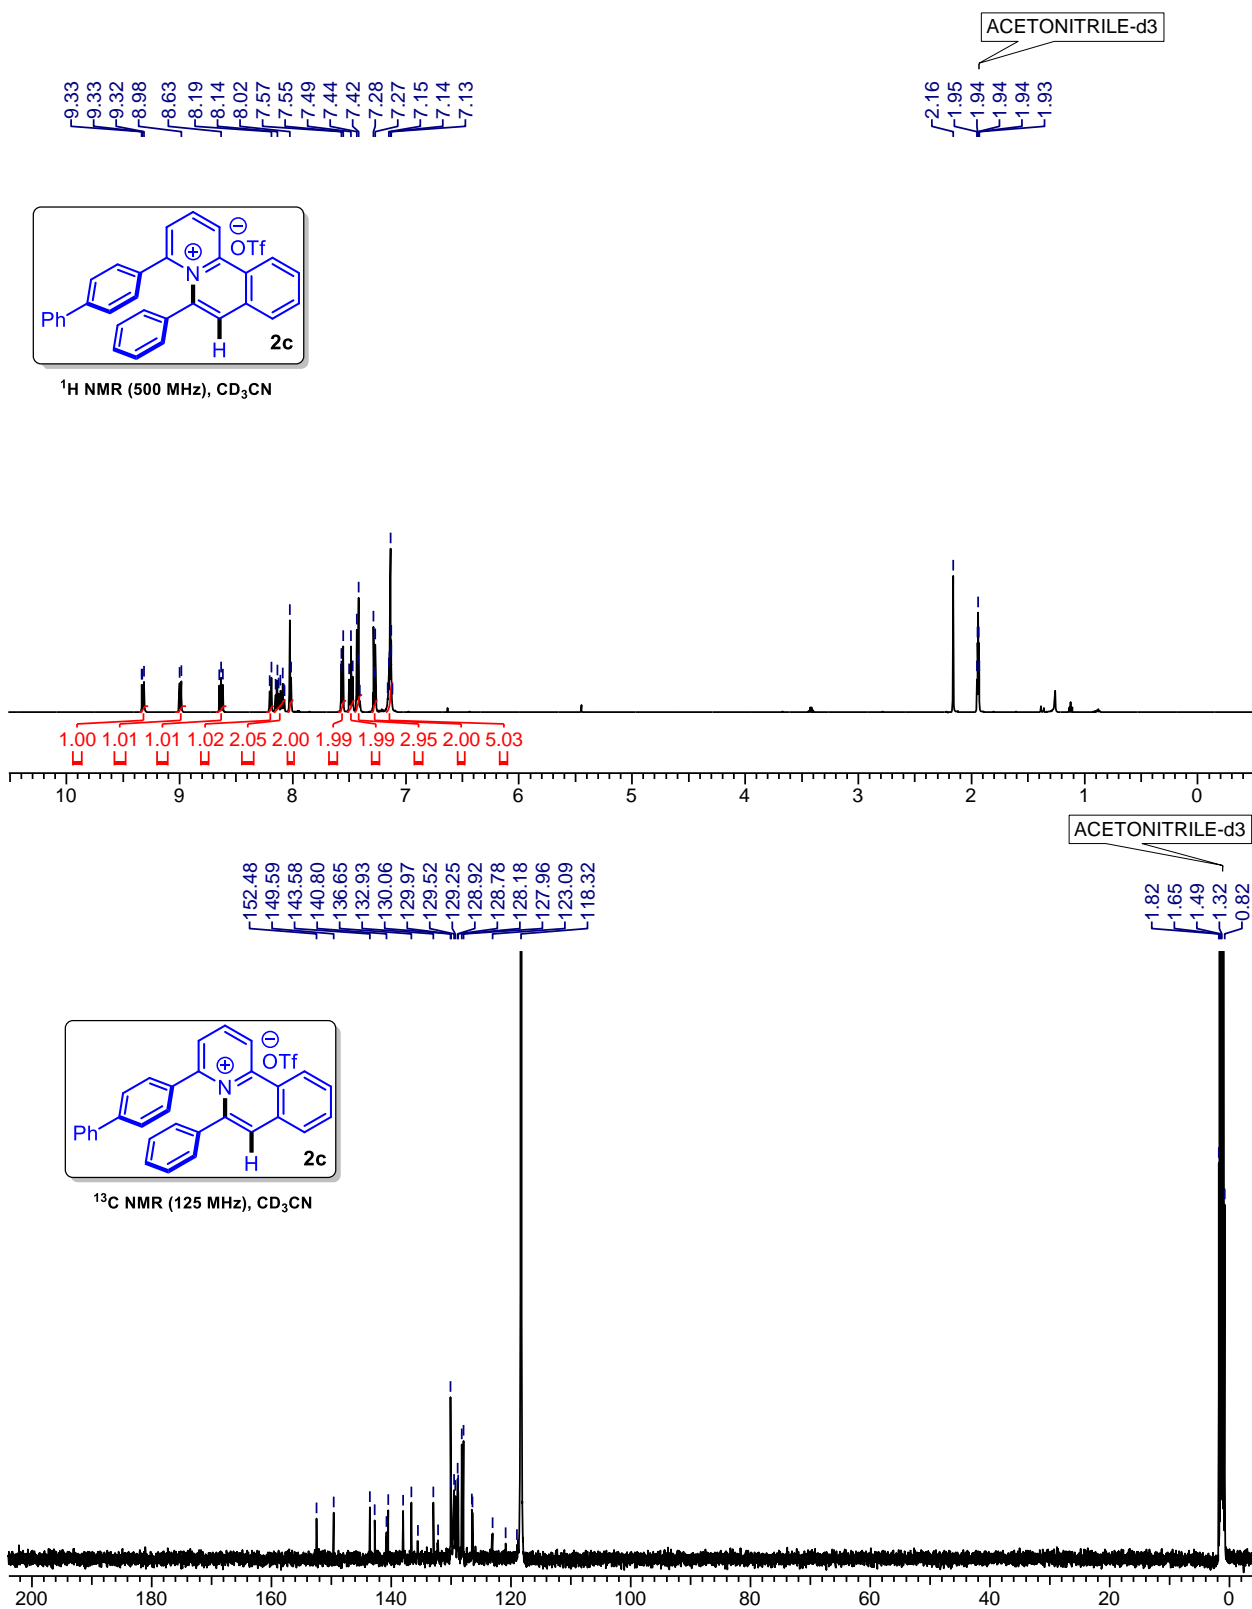 ACETONITRILE-d3
9.33
9.33
9.32
8.98
8.63
8.19
8.14
8.02
7.57
7.55
7.49
7.44
7.42
7.28
7.27
7.15
7.14
7.13
2.16
1.95
1.94
1.94
1.94
1.93
⊖
OTf
⊕
N
Ph
H
2c
¹H NMR (500 MHz), CD₃CN
1.00 1.01 1.01 1.02 2.05 2.00 1.99 1.99 2.95 2.00 5.03
10 9 8 7 6 5 4 3 2 1 0
ACETONITRILE-d3
152.48
149.59
143.58
140.80
136.65
132.93
130.06
129.97
129.52
129.25
128.92
128.78
128.18
127.96
123.09
118.32
1.82
1.65
1.49
1.32
0.82
⊖
OTf
⊕
N
Ph
H
2c
¹³C NMR (125 MHz), CD₃CN
200 180 160 140 120 100 80 60 40 20 0